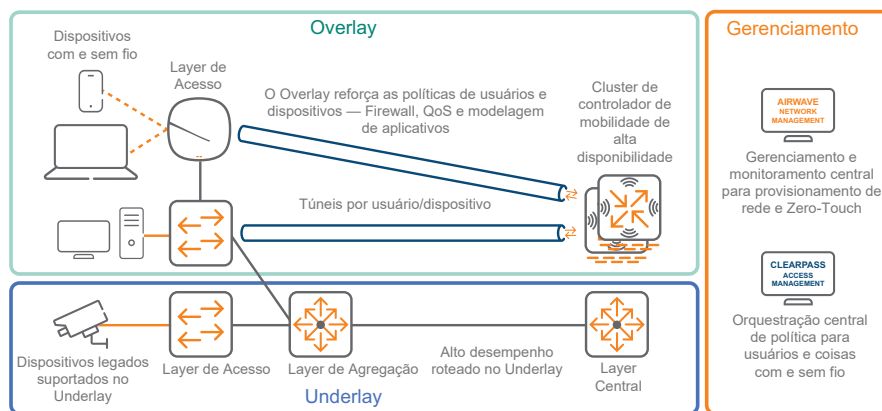 Overlay
Dispositivos
com e sem fio
Layer de
Acesso
O Overlay reforça as políticas de usuários e
dispositivos — Firewall, QoS e modelagem
de aplicativos
Cluster de
controlador de
mobilidade de
alta
disponibilidade
Túneis por usuário/dispositivo
Dispositivos legados
suportados no
Underlay
Layer de Acesso
Layer de Agregação
Alto desempenho
roteado no Underlay
Layer
Central
Underlay
Gerenciamento
AIRWAVE
NETWORK
MANAGEMENT
Gerenciamento e
monitoramento central
para provisionamento de
rede e Zero-Touch
CLEARPASS
ACCESS
MANAGEMENT
Orquestração central
de política para
usuários e coisas
com e sem fio